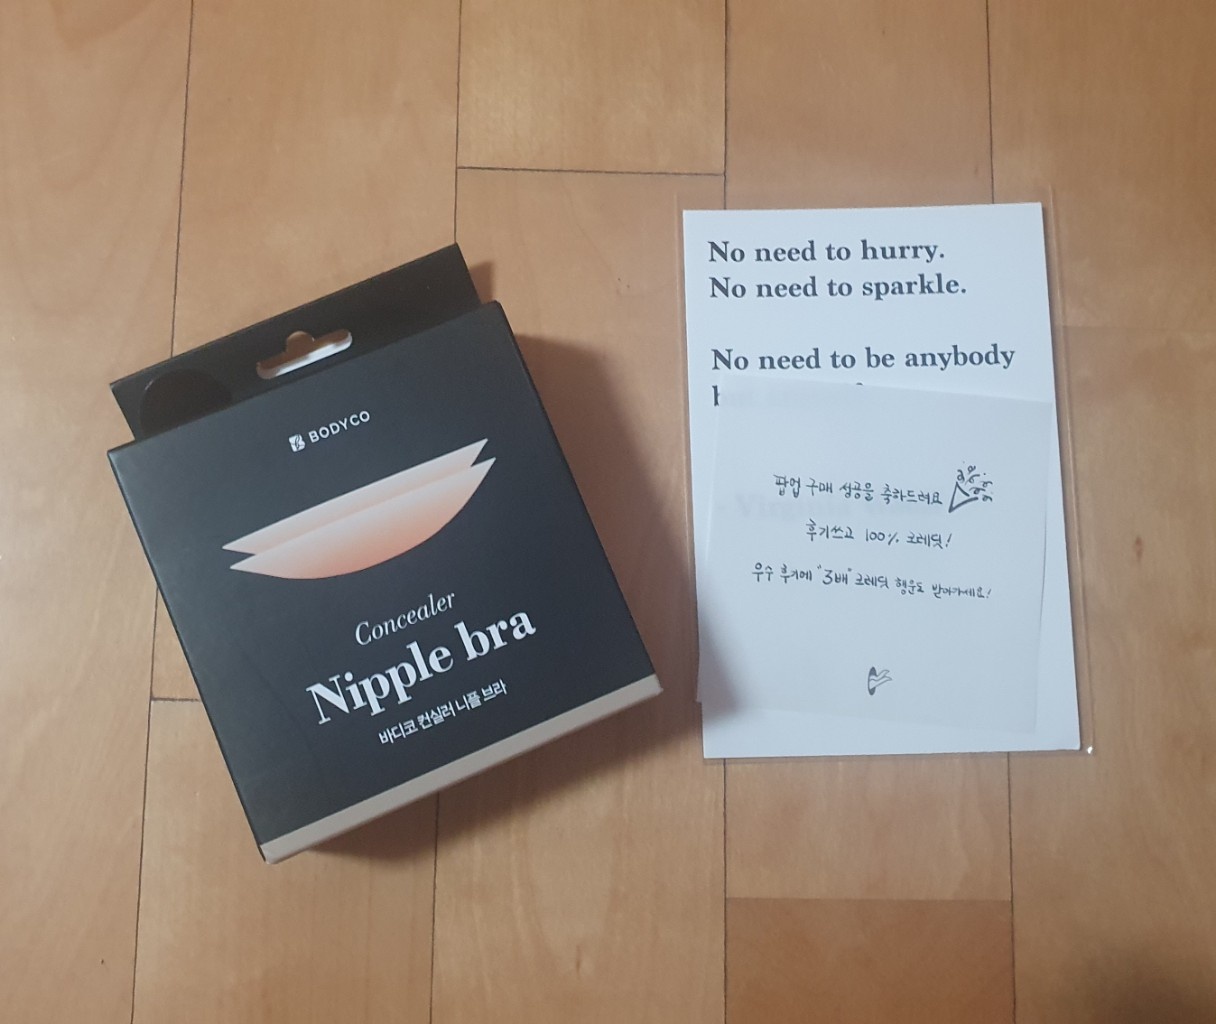 BODYCO
Concealer
Nipple bra
바디코 컨실러 니플 브라
No need to hurry.
No need to sparkle.
No need to be anybody
팝업 구매 성공을 축하드려요
후기쓰고 100% 크레딧!
우수 후기에 "3배" 크레딧 행운도 받아가세요!